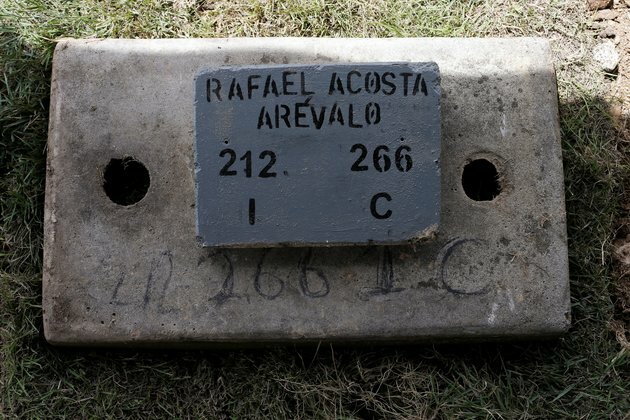 RAFAEL ACOSTA
ARÉVALO
212. 266
I C
212 266 I C